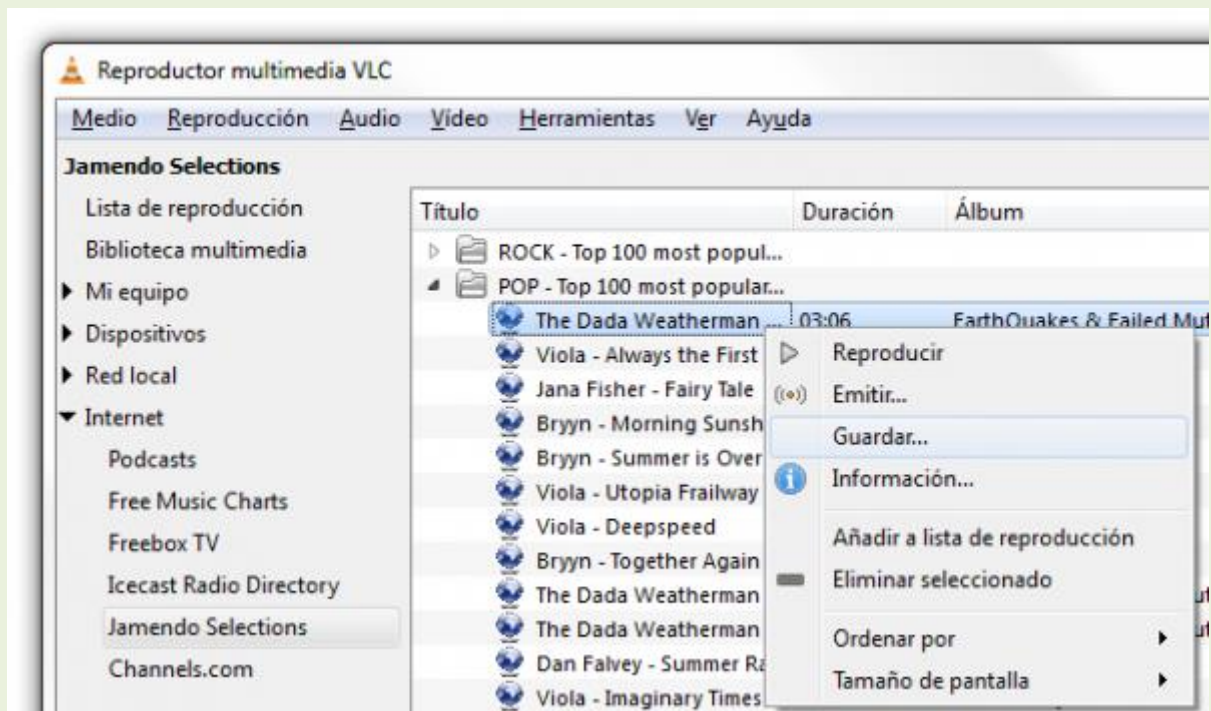 Reproductor multimedia VLC
Medio Reproducción Audio Vídeo Herramientas Ver Ayuda
Jamendo Selections
Lista de reproducción
Biblioteca multimedia
Mi equipo
Dispositivos
Red local
Internet
Podcasts
Free Music Charts
Freebox TV
Icecast Radio Directory
Jamendo Selections
Channels.com
Título Duración Álbum
ROCK - Top 100 most popul...
POP - Top 100 most popular...
The Dada Weatherman ... 03:06 EarthQuakes & Failed Mut
Viola - Always the First
Jana Fisher - Fairy Tale
Bryyn - Morning Sunsh
Bryyn - Summer is Over
Viola - Utopia Frailway
Viola - Deepspeed
Bryyn - Together Again
The Dada Weatherman
The Dada Weatherman
Dan Falvey - Summer Ra
Viola - Imaginary Times
Reproducir
Emitir...
Guardar...
Información...
Añadir a lista de reproducción
Eliminar seleccionado
Ordenar por
Tamaño de pantalla